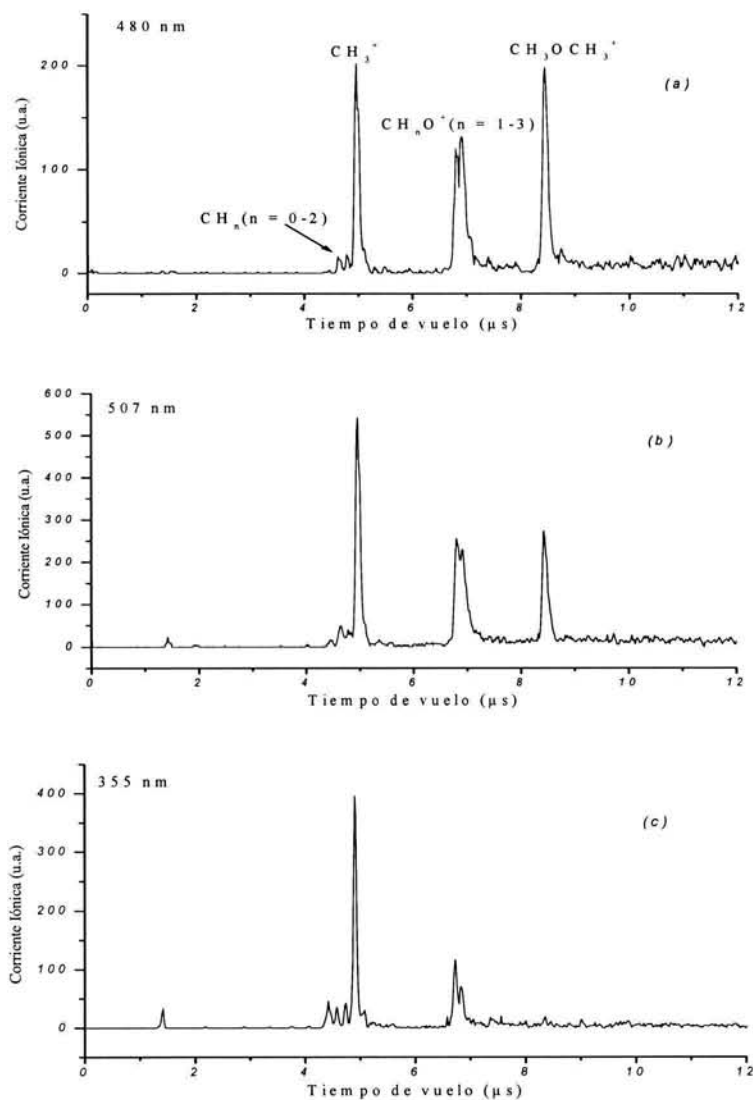 480 nm
CH₃⁺
CH₃OCH₃⁺
(a)
CHₙO⁺(n = 1-3)
CHₙ(n = 0-2)
200
100
0
Corriente Iónica (u.a.)
0 2 4 6 8 10 12
Tiempo de vuelo (µs)
507 nm
(b)
600
500
400
300
200
100
0
Corriente Iónica (u.a.)
0 2 4 6 8 10 12
Tiempo de vuelo (µs)
355 nm
(c)
400
300
200
100
0
Corriente Iónica (u.a.)
0 2 4 6 8 10 12
Tiempo de vuelo (µs)